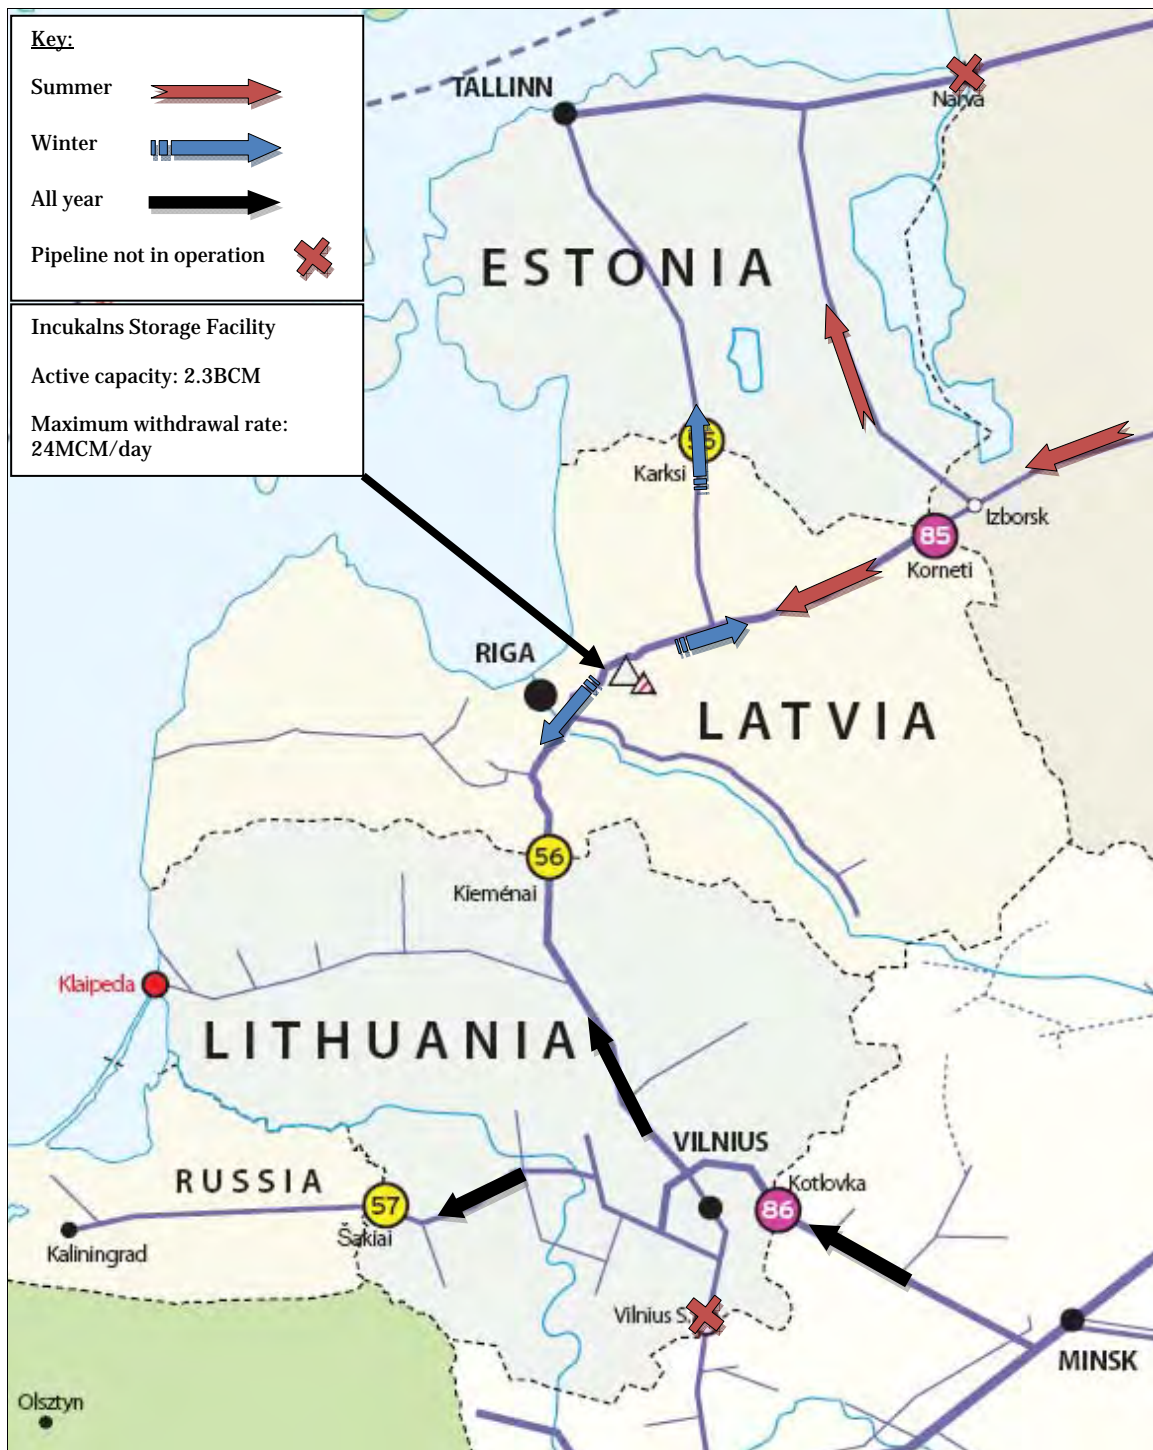 Key:
Summer
Winter
All year
Pipeline not in operation
Incukalns Storage Facility
Active capacity: 2.3BCM
Maximum withdrawal rate:
24MCM/day
TALLINN
Narva
ESTONIA
Karksi
Izborsk
85
Korneti
RIGA
LATVIA
56
Kieménai
Klaipeda
LITHUANIA
VILNIUS
Kotlovka
86
RUSSIA
57
Šakiai
Kaliningrad
Vilnius S.
MINSK
Olsztyn